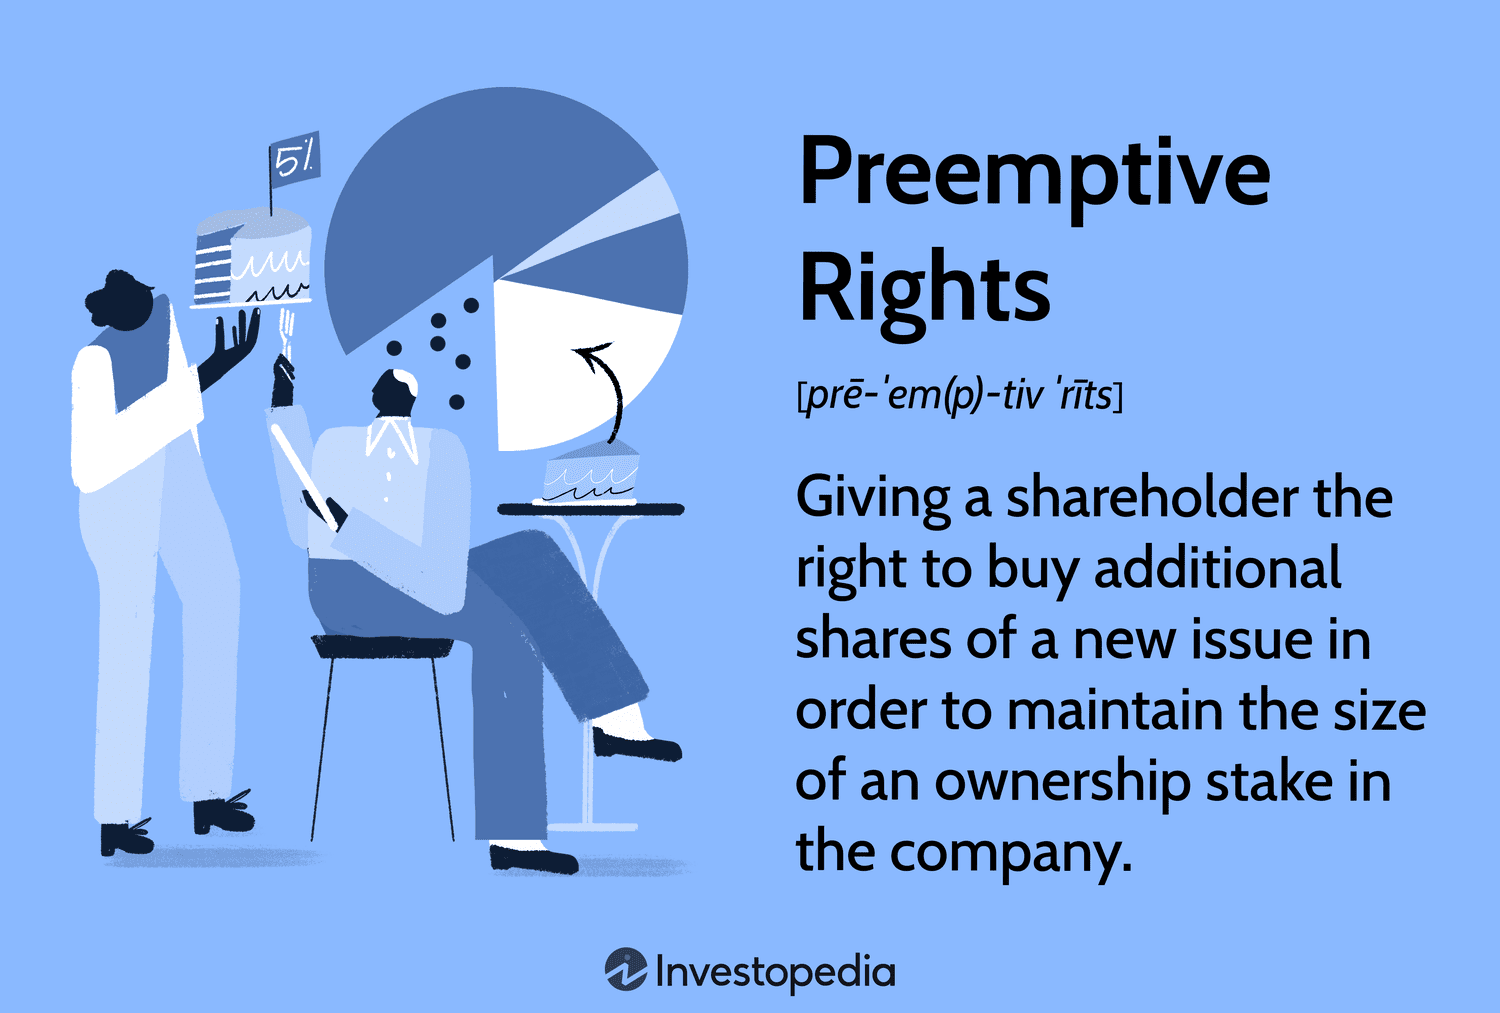 5%
Preemptive
Rights
[prē-ˈem(p)-tiv ˈrīts]
Giving a shareholder the
right to buy additional
shares of a new issue in
order to maintain the size
of an ownership stake in
the company.
Investopedia